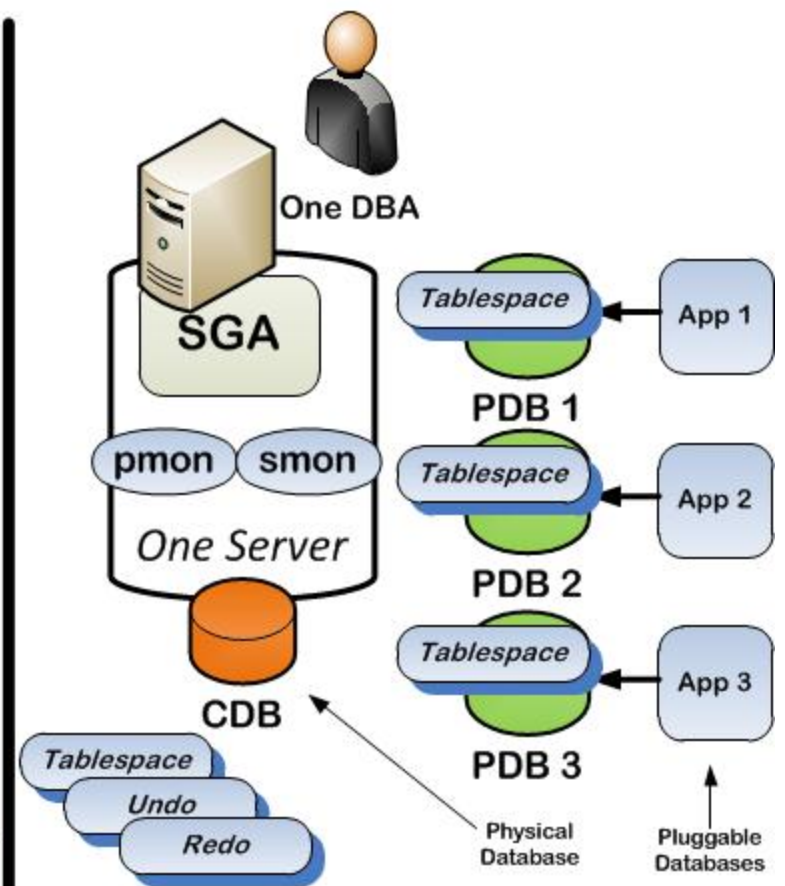 One DBA
SGA
pmon
smon
One Server
CDB
Tablespace
Undo
Redo
Tablespace
PDB 1
App 1
Tablespace
PDB 2
App 2
Tablespace
PDB 3
App 3
Physical
Database
Pluggable
Databases